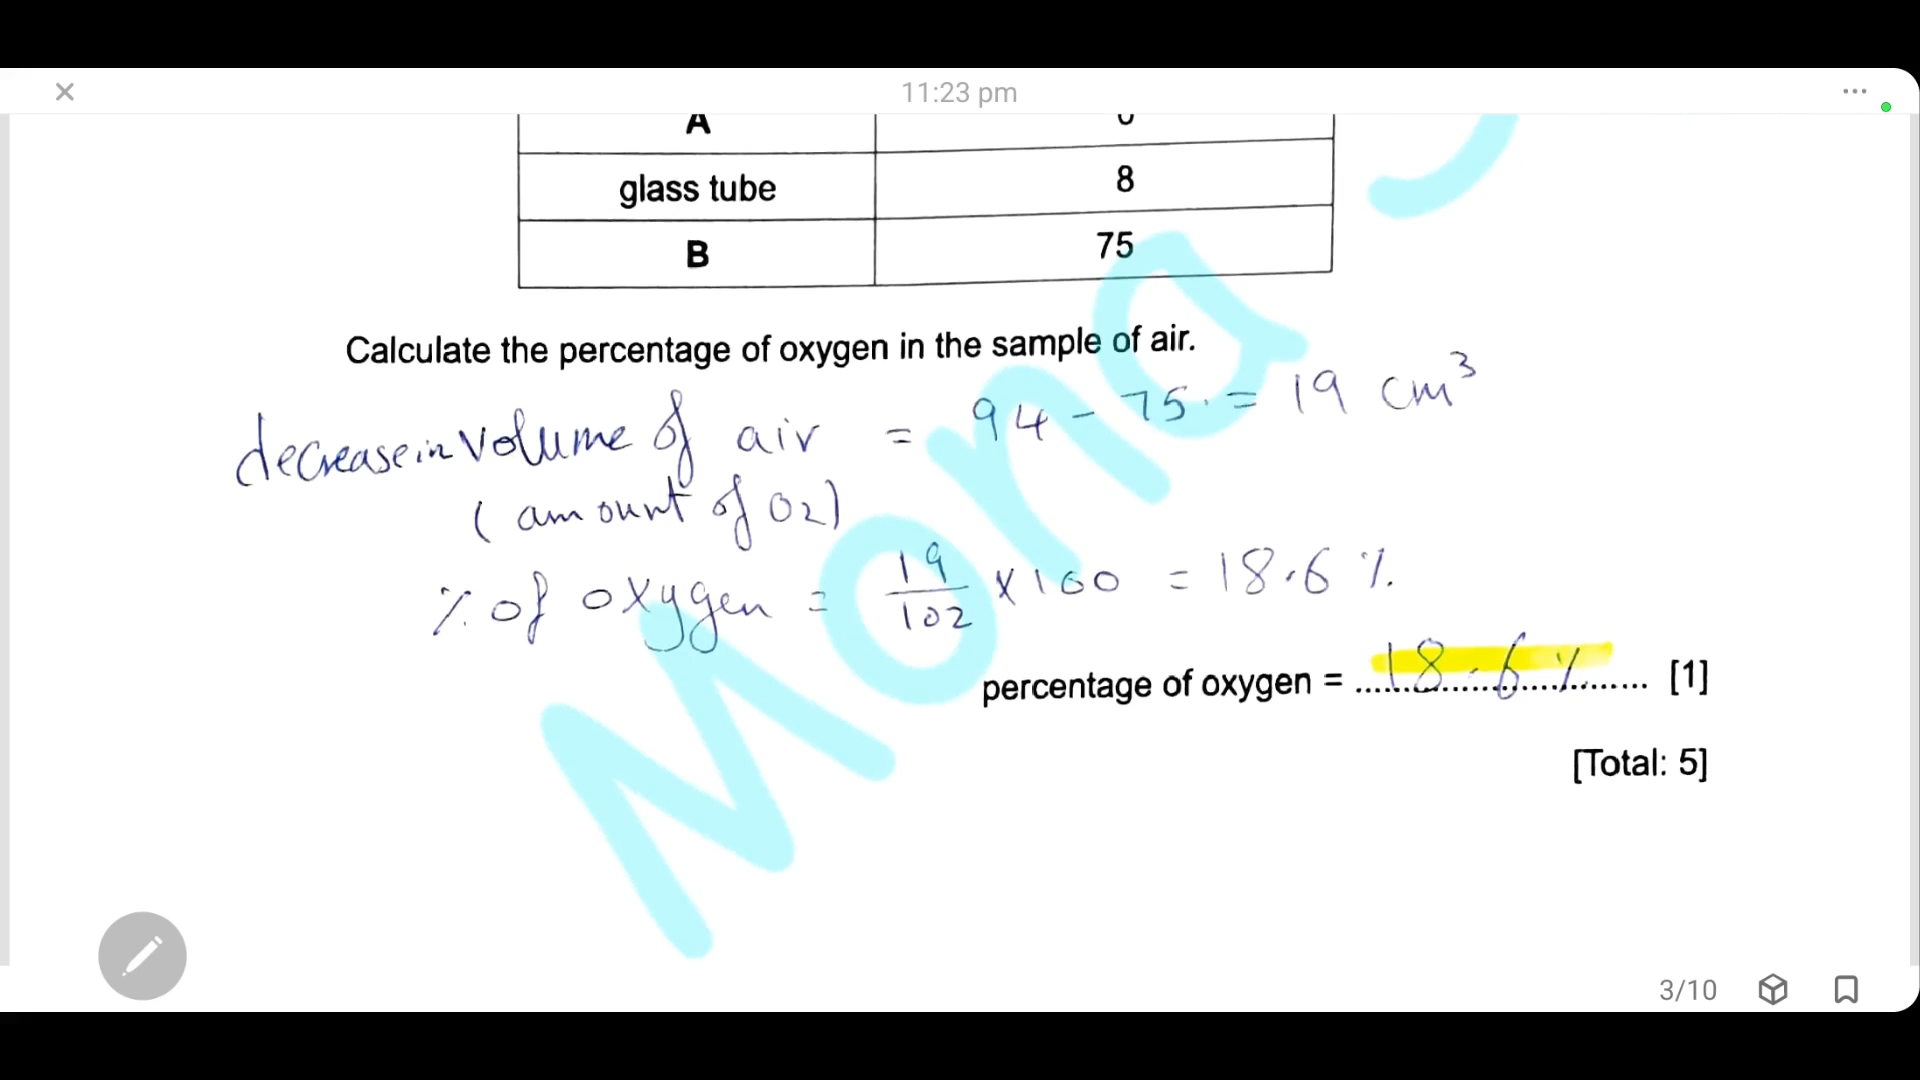 11:23 pm
A 0
glass tube 8
B 75
Calculate the percentage of oxygen in the sample of air.
decrease in volume of air = 94 - 75 = 19 cm³
(amount of O2)
% of oxygen = 19/102 x 100 = 18.6 %
percentage of oxygen = 18.6 % [1]
[Total: 5]
Mona
3/10